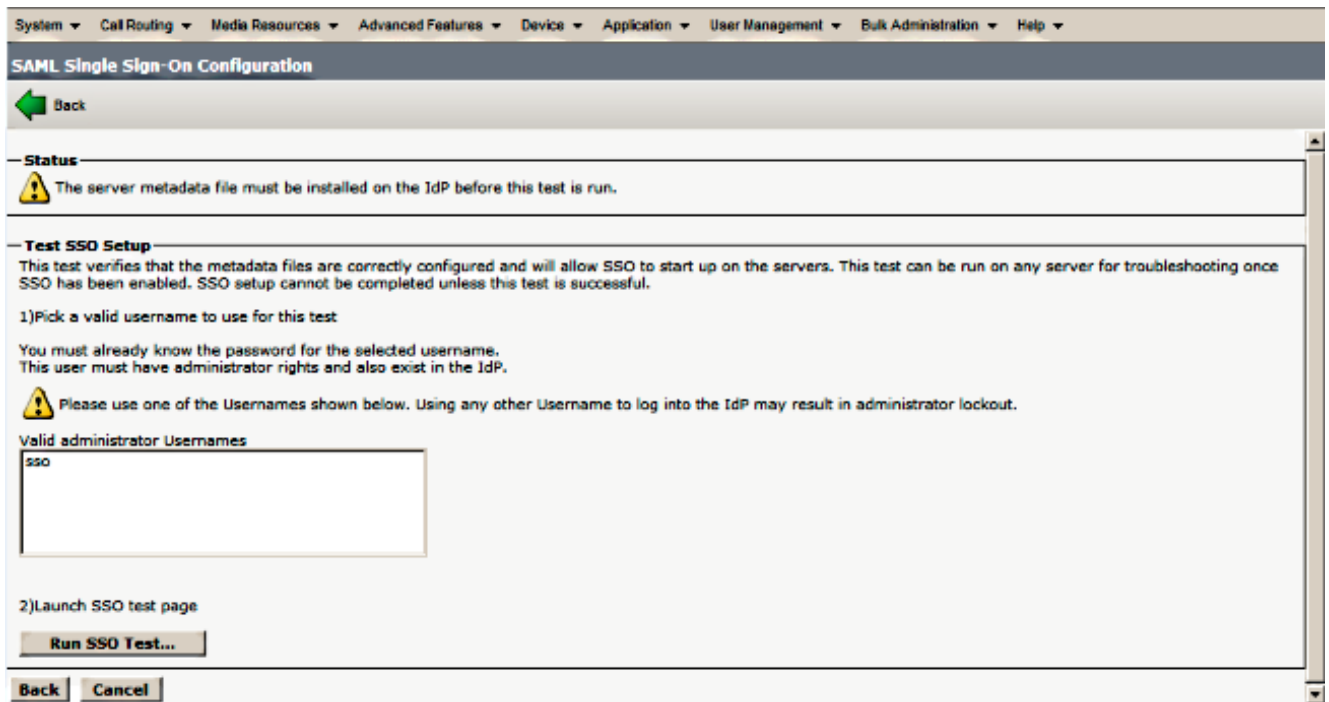 System Call Routing Media Resources Advanced Features Device Application User Management Bulk Administration Help
SAML Single Sign-On Configuration
Back
Status
The server metadata file must be installed on the IdP before this test is run.
Test SSO Setup
This test verifies that the metadata files are correctly configured and will allow SSO to start up on the servers. This test can be run on any server for troubleshooting once
SSO has been enabled. SSO setup cannot be completed unless this test is successful.
1)Pick a valid username to use for this test
You must already know the password for the selected username.
This user must have administrator rights and also exist in the IdP.
Please use one of the Usernames shown below. Using any other Username to log into the IdP may result in administrator lockout.
Valid administrator Usernames
sso
2)Launch SSO test page
Run SSO Test...
Back Cancel